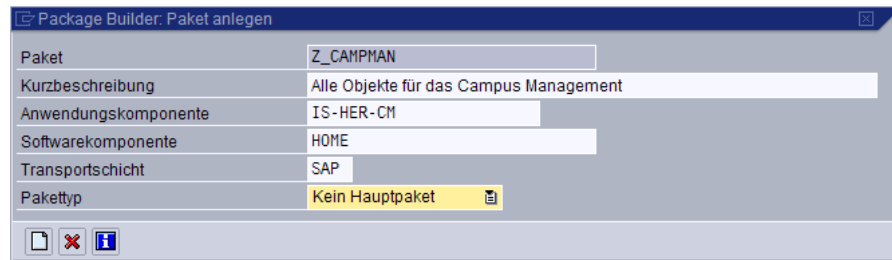 Package Builder: Paket anlegen
Paket Z_CAMPMAN
Kurzbeschreibung Alle Objekte für das Campus Management
Anwendungskomponente IS-HER-CM
Softwarekomponente HOME
Transportschicht SAP
Pakettyp Kein Hauptpaket